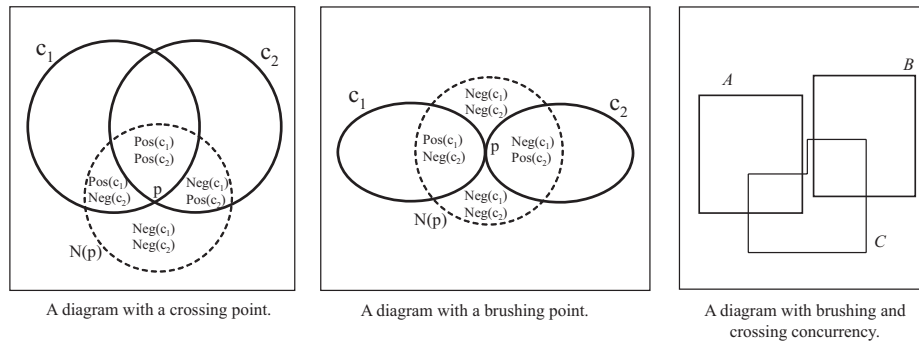 c1
c2
Pos(c1)
Pos(c2)
Pos(c1)
Neg(c2)
p
Neg(c1)
Pos(c2)
Neg(c1)
Neg(c2)
N(p)
A diagram with a crossing point.
c1
c2
Neg(c1)
Neg(c2)
Pos(c1)
Neg(c2)
p
Neg(c1)
Pos(c2)
Neg(c1)
Neg(c2)
N(p)
A diagram with a brushing point.
A
B
C
A diagram with brushing and
crossing concurrency.